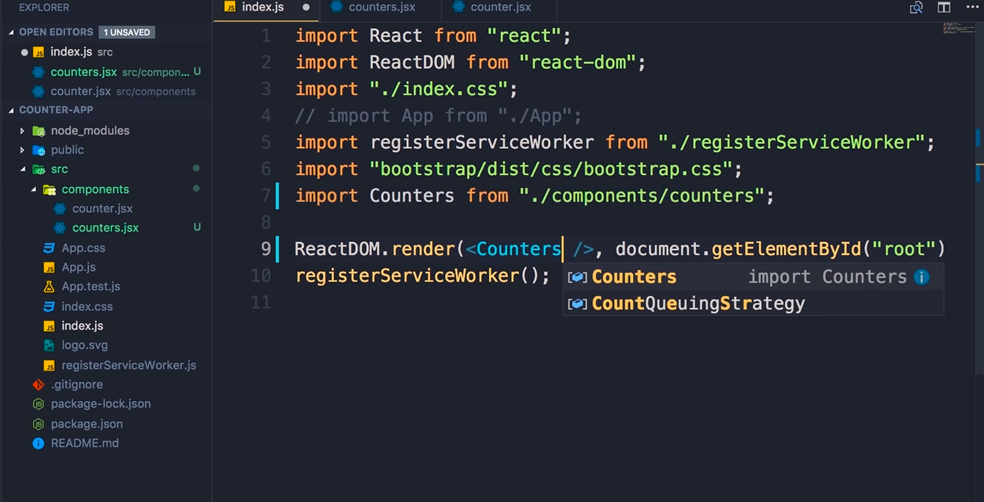 EXPLORER
OPEN EDITORS 1 UNSAVED
index.js src
counters.jsx src/compon... U
counter.jsx src/components
COUNTER-APP
node_modules
public
src
components
counter.jsx
counters.jsx U
App.css
App.js
App.test.js
index.css
index.js
logo.svg
registerServiceWorker.js
.gitignore
package-lock.json
package.json
README.md
index.js counters.jsx counter.jsx
1 import React from "react";
2 import ReactDOM from "react-dom";
3 import "./index.css";
4 // import App from "./App";
5 import registerServiceWorker from "./registerServiceWorker";
6 import "bootstrap/dist/css/bootstrap.css";
7 import Counters from "./components/counters";
8
9 ReactDOM.render(<Counters />, document.getElementById("root")
10 registerServiceWorker();
11
Counters import Counters
CountQueuingStrategy